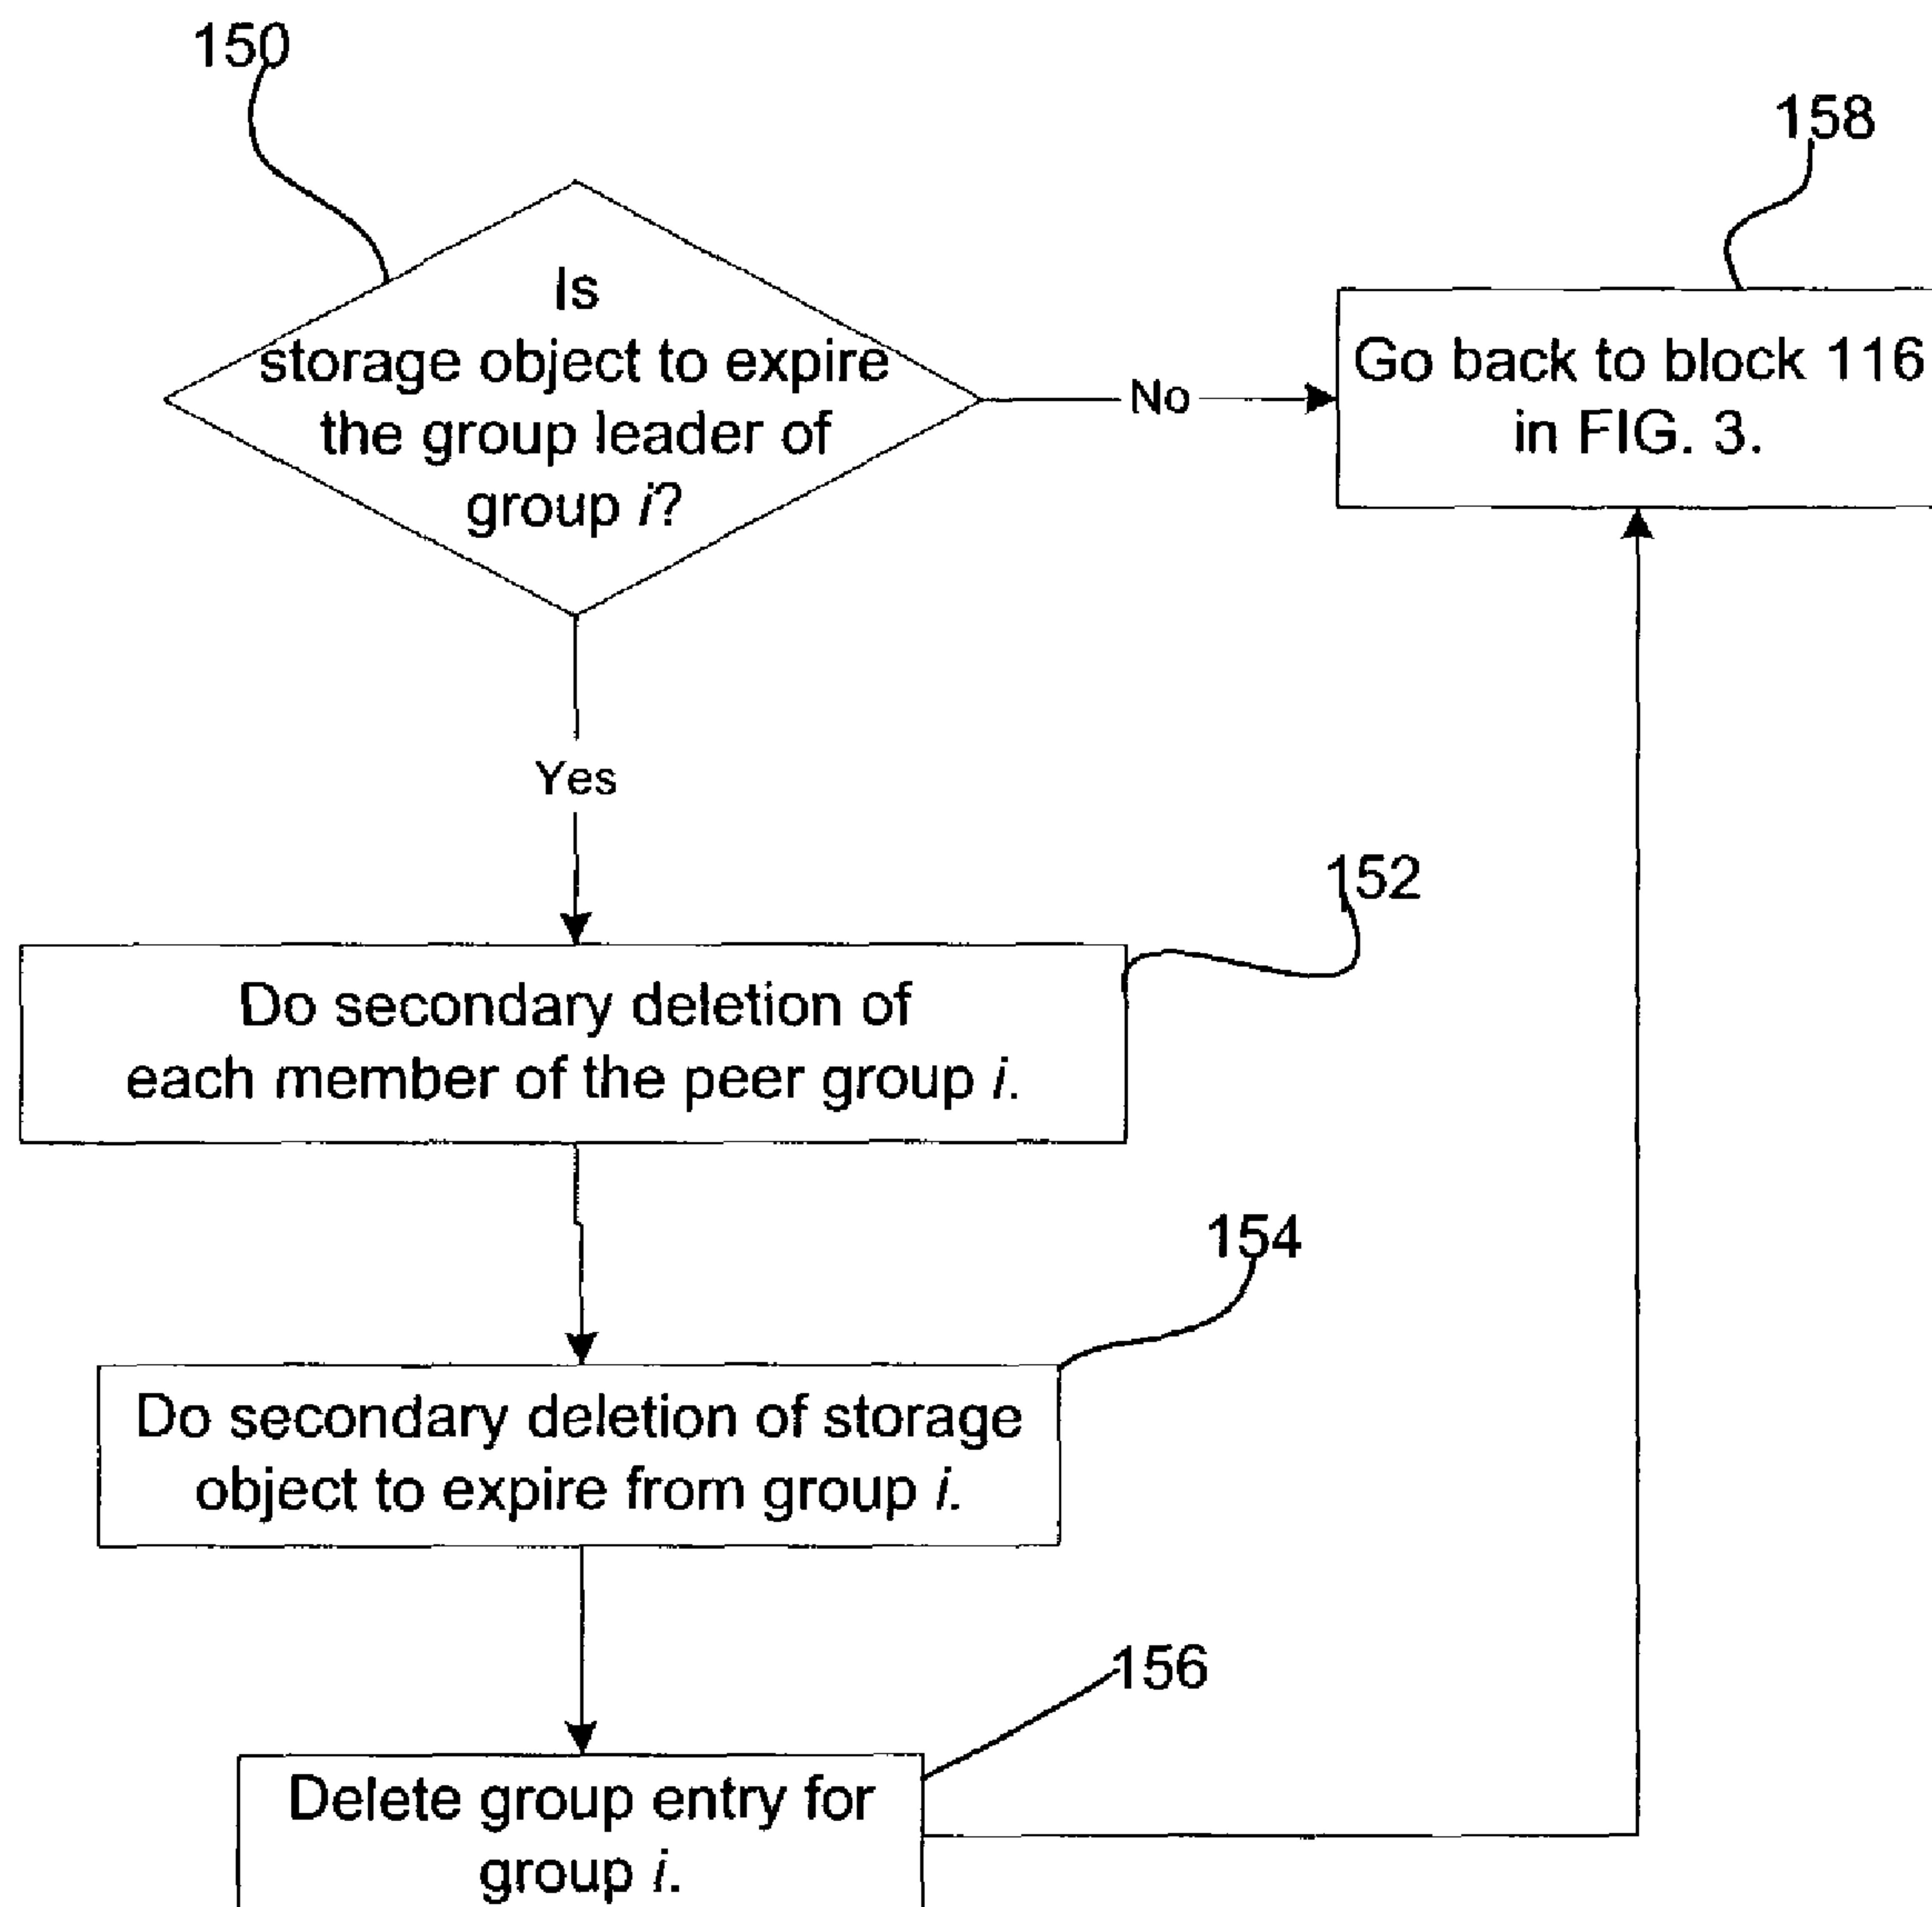 150
158
Is
storage object to expire
the group leader of
group i?
No
Go back to block 116
in FIG. 3.
Yes
152
Do secondary deletion of
each member of the peer group i.
154
Do secondary deletion of storage
object to expire from group i.
156
Delete group entry for
group i.